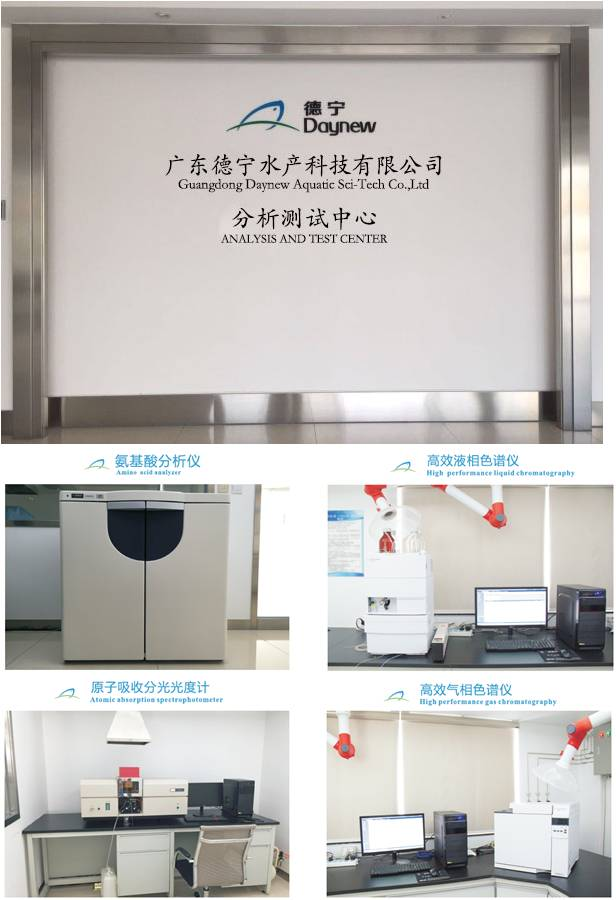 德宁
Daynew
广东德宁水产科技有限公司
Guangdong Daynew Aquatic Sci-Tech Co.,Ltd
分析测试中心
ANALYSIS AND TEST CENTER
氨基酸分析仪
Amino acid analyzer
高效液相色谱仪
High performance liquid chromatography
原子吸收分光光度计
Atomic absorption spectrophotometer
高效气相色谱仪
High performance gas chromatography